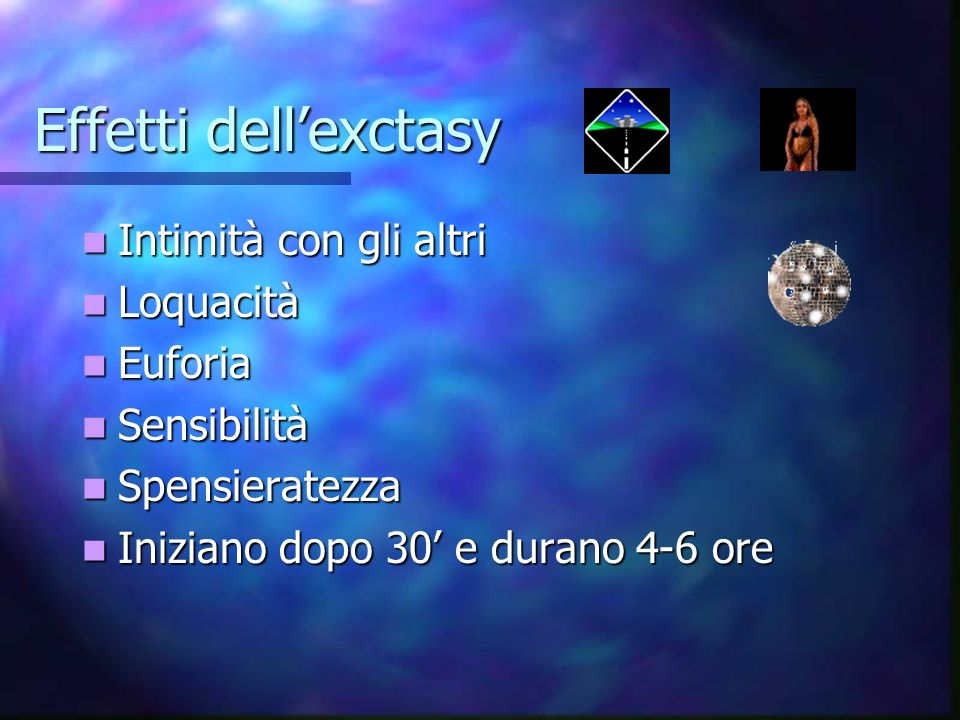 Effetti dell’exctasy
Intimità con gli altri
Loquacità
Euforia
Sensibilità
Spensieratezza
Iniziano dopo 30’ e durano 4-6 ore